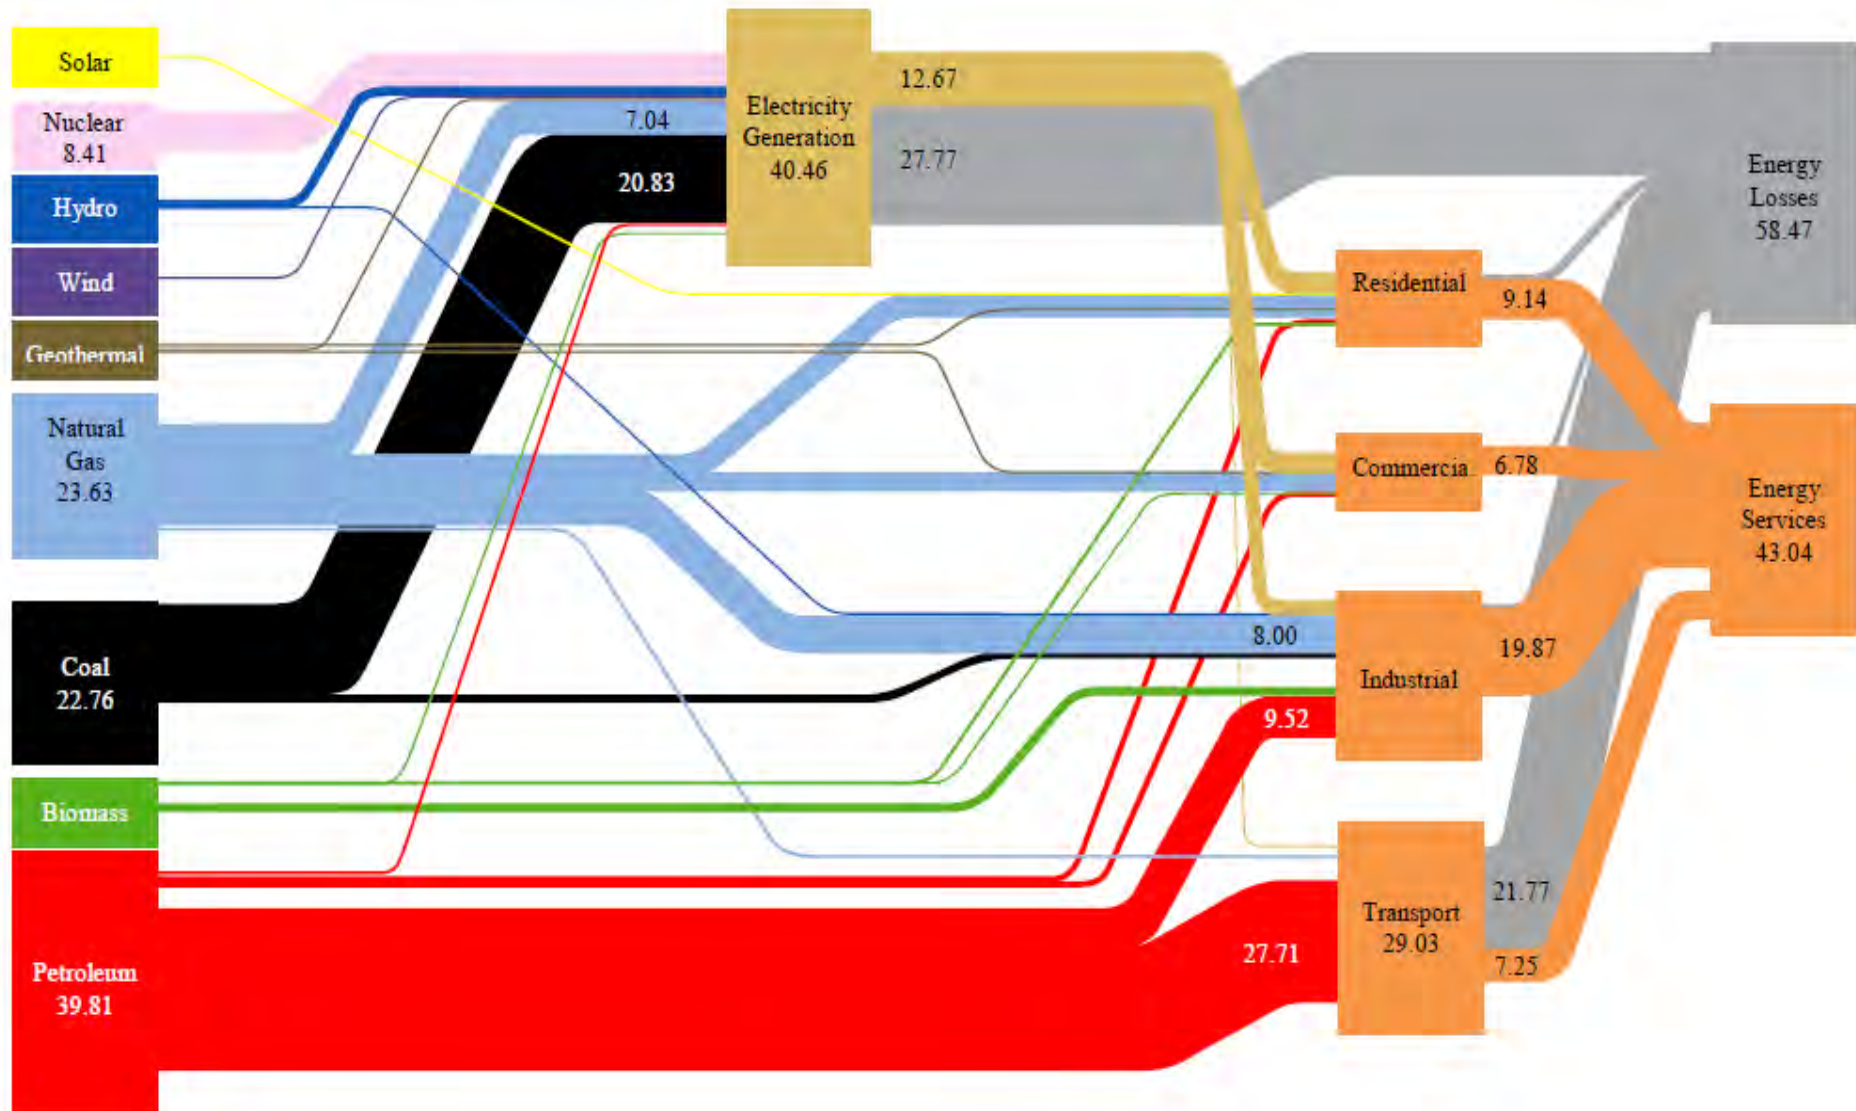 Solar
Nuclear
8.41
Hydro
Wind
Geothermal
Natural
Gas
23.63
Coal
22.76
Biomass
Petroleum
39.81
7.04
20.83
Electricity
Generation
40.46
12.67
27.77
8.00
9.52
27.71
Residential
9.14
Commercia
6.78
Industrial
19.87
Transport
29.03
21.77
7.25
Energy
Losses
58.47
Energy
Services
43.04